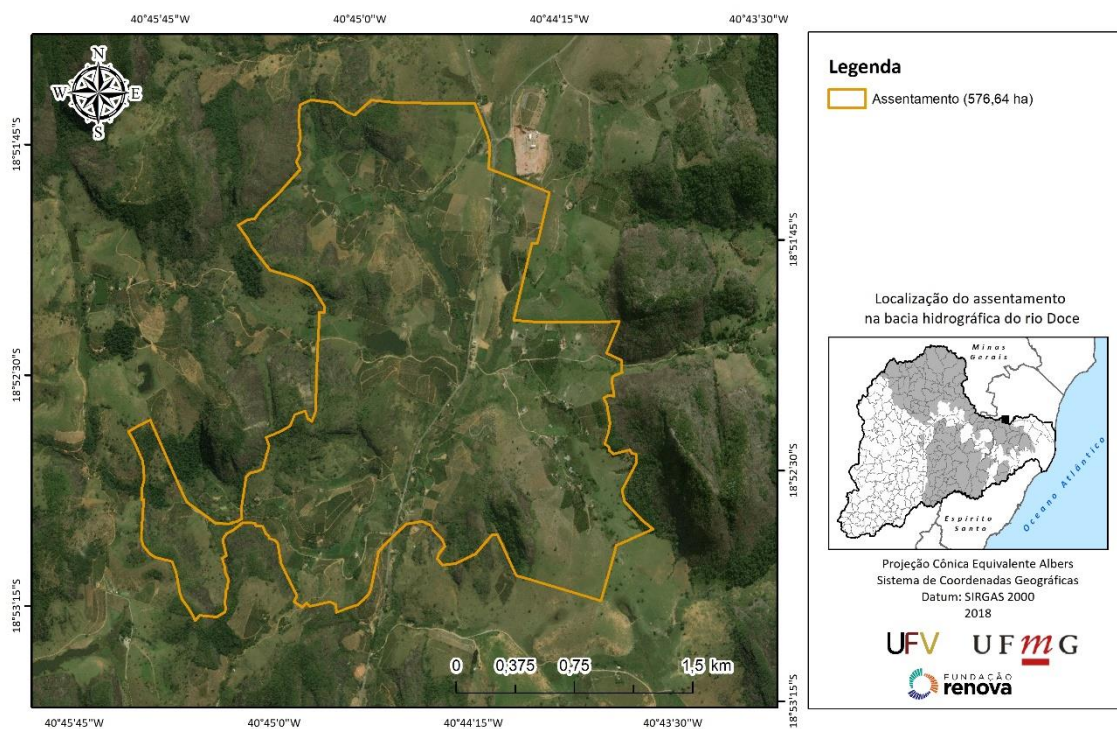 40°45'45"W
40°45'0"W
40°44'15"W
40°43'30"W
N
W
E
S
18°51'45"S
18°52'30"S
18°53'15"S
18°51'45"S
18°52'30"S
18°53'15"S
0
0,375
0,75
1,5 km
40°45'45"W
40°45'0"W
40°44'15"W
40°43'30"W
Legenda
Assentamento (576,64 ha)
Localização do assentamento
na bacia hidrográfica do rio Doce
Minas
Gerais
Espírito
Santo
Oceano Atlântico
Projeção Cônica Equivalente Albers
Sistema de Coordenadas Geográficas
Datum: SIRGAS 2000
2018
UFV
UFmG
FUNDAÇÃO
renova